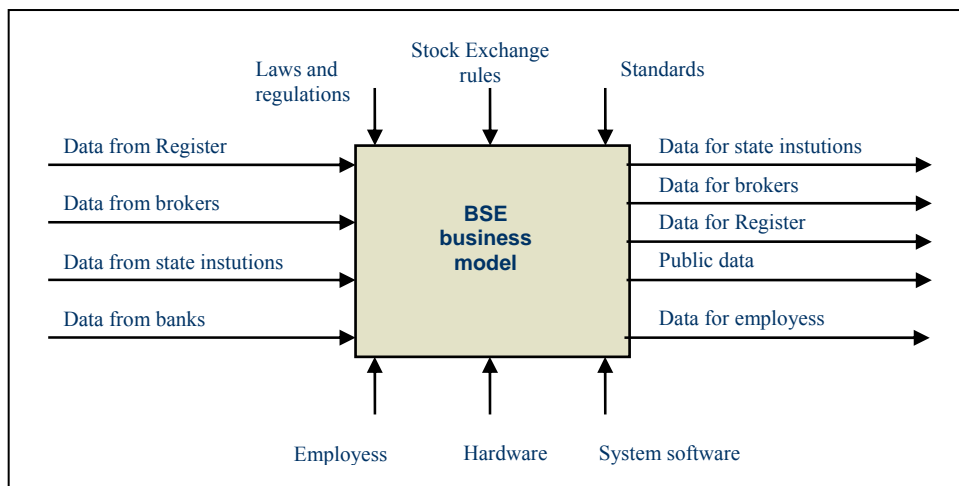 Laws and
regulations
Stock Exchange
rules
Standards
Data from Register
Data from brokers
Data from state instutions
Data from banks
BSE
business
model
Data for state instutions
Data for brokers
Data for Register
Public data
Data for employess
Employess
Hardware
System software